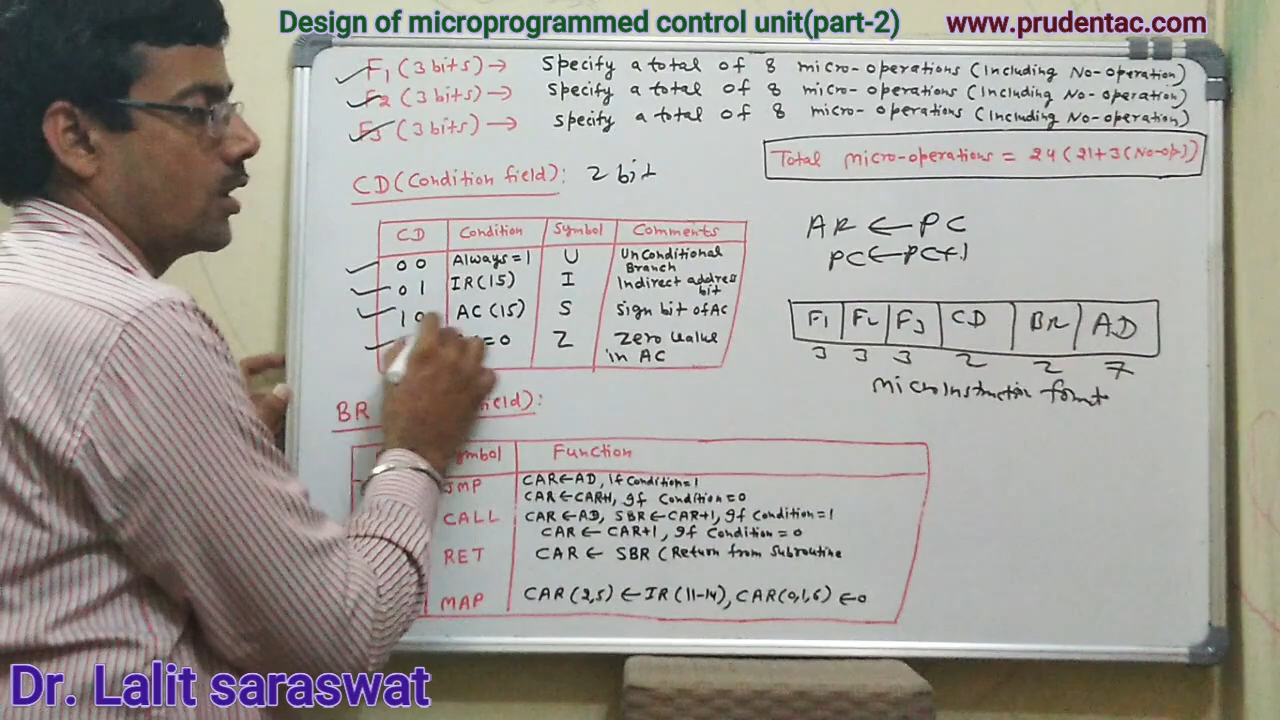 Design of microprogrammed control unit(part-2) www.prudentac.com
F1 (3 bits) → Specify a total of 8 micro-operations (Including No-operation)
F2 (3 bits) → Specify a total of 8 micro-operations (Including No-operation)
F3 (3 bits) → Specify a total of 8 micro-operations (Including No-operation)
Total micro-operations = 24 (21+3 (No-op))
CD (Condition field): 2 bit
AR ← PC
PC ← PC+1
CD Condition Symbol Comments
00 Always=1 U Unconditional Branch
01 IR(15) I Indirect address bit
10 AC(15) S Sign bit of AC
=0 Z Zero value in AC
F1 F2 F3 CD BR AD
3 3 3 2 2 7
Microinstruction format
BR field):
Symbol Function
JMP CAR←AD, If Condition=1
CAR←CAR+1, If Condition=0
CALL CAR←AD, SBR←CAR+1, If Condition=1
CAR ← CAR+1, If Condition=0
RET CAR ← SBR (Return from Subroutine
MAP CAR(2,5) ← IR(11-14), CAR(0,1,6) ←0
Dr. Lalit saraswat